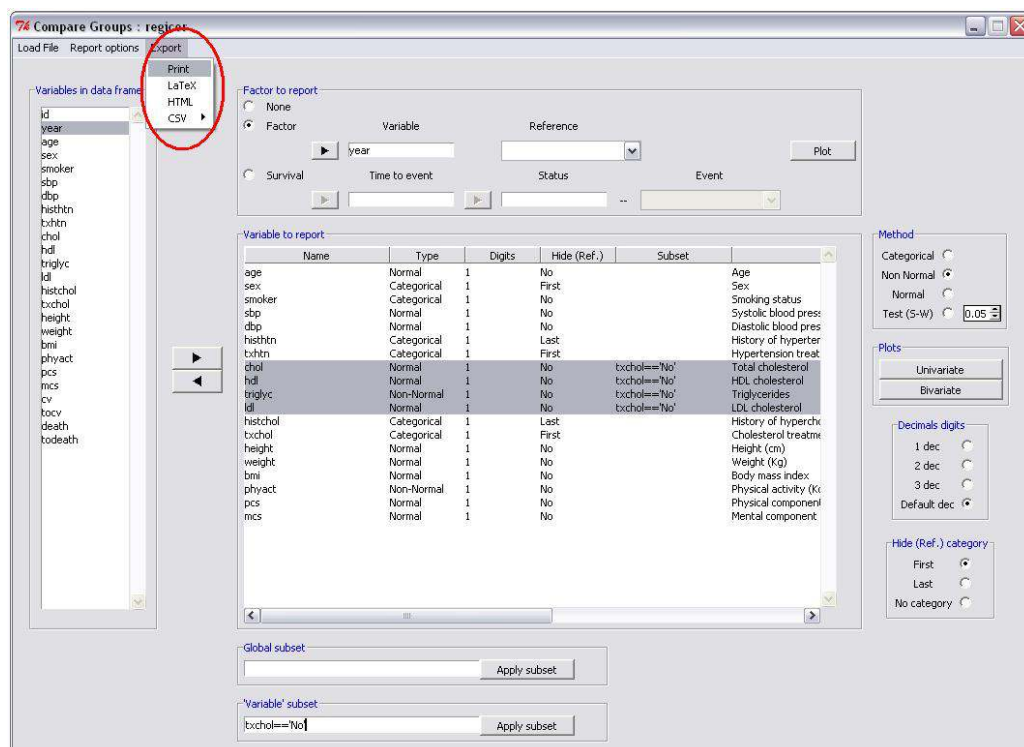 Compare Groups : regicor
Load File Report options Export
Print
LaTeX
HTML
CSV
Variables in data frame
id
year
age
sex
smoker
sbp
dbp
histhtn
txhtn
chol
hdl
triglyc
ldl
histchol
txchol
height
weight
bmi
phyact
pcs
mcs
cv
tocv
death
todeath
Factor to report
None
Factor Variable Reference
year Plot
Survival Time to event Status Event
--
Variable to report
Name Type Digits Hide (Ref.) Subset
age Normal 1 No Age
sex Categorical 1 First Sex
smoker Categorical 1 No Smoking status
sbp Normal 1 No Systolic blood press
dbp Normal 1 No Diastolic blood pres
histhtn Categorical 1 Last History of hyperter
txhtn Categorical 1 First Hypertension treat
chol Normal 1 No txchol=='No' Total cholesterol
hdl Normal 1 No txchol=='No' HDL cholesterol
triglyc Non-Normal 1 No txchol=='No' Triglycerides
ldl Normal 1 No txchol=='No' LDL cholesterol
histchol Categorical 1 Last History of hyperch
txchol Categorical 1 First Cholesterol treatme
height Normal 1 No Height (cm)
weight Normal 1 No Weight (Kg)
bmi Normal 1 No Body mass index
phyact Non-Normal 1 No Physical activity (K
pcs Normal 1 No Physical component
mcs Normal 1 No Mental component
Method
Categorical
Non Normal
Normal
Test (S-W) 0.05
Plots
Univariate
Bivariate
Decimals digits
1 dec
2 dec
3 dec
Default dec
Hide (Ref.) category
First
Last
No category
Global subset
Apply subset
'Variable' subset
txchol=='No' Apply subset